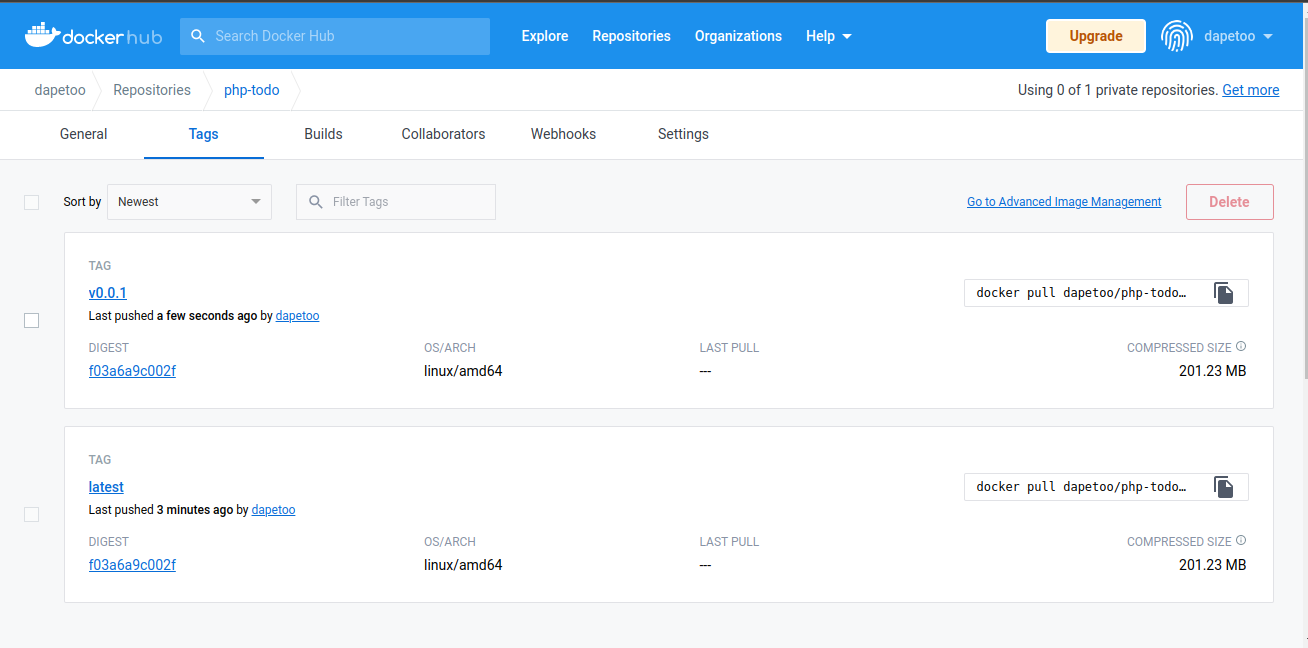 docker hub Search Docker Hub Explore Repositories Organizations Help Upgrade dapetoo
dapetoo Repositories php-todo Using 0 of 1 private repositories. Get more
General Tags Builds Collaborators Webhooks Settings
Sort by Newest Filter Tags Go to Advanced Image Management Delete
TAG
v0.0.1 docker pull dapetoo/php-todo…
Last pushed a few seconds ago by dapetoo
DIGEST OS/ARCH LAST PULL COMPRESSED SIZE
f03a6a9c002f linux/amd64 --- 201.23 MB
TAG
latest docker pull dapetoo/php-todo…
Last pushed 3 minutes ago by dapetoo
DIGEST OS/ARCH LAST PULL COMPRESSED SIZE
f03a6a9c002f linux/amd64 --- 201.23 MB